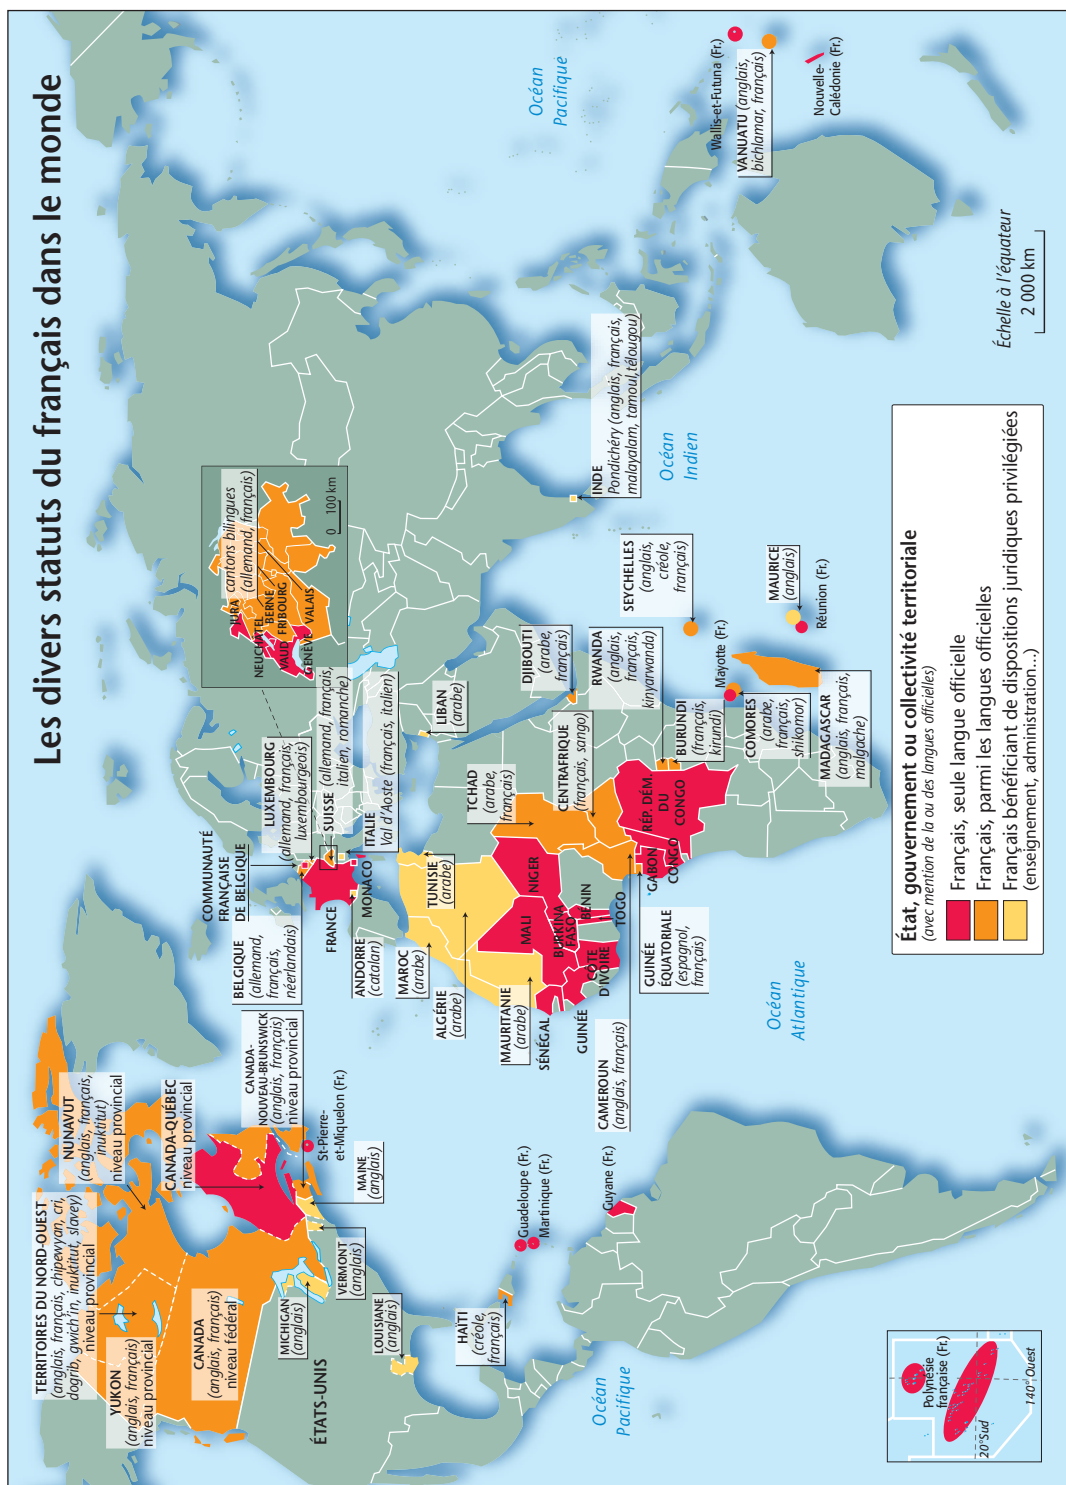 Les divers statuts du français dans le monde
TERRITOIRES DU NORD-OUEST
(anglais, français, chipewyan, cri,
dogrib, gwich'in, inuktitut, slavey)
niveau provincial
NUNAVUT
(anglais, français,
inuktitut)
niveau provincial
YUKON
(anglais, français)
niveau provincial
CANADA
(anglais, français)
niveau fédéral
CANADA-QUÉBEC
niveau provincial
CANADA-
NOUVEAU-BRUNSWICK
(anglais, français)
niveau provincial
St-Pierre-
et-Miquelon (Fr.)
MAINE
(anglais)
VERMONT
(anglais)
MICHIGAN
(anglais)
LOUISIANE
(anglais)
ÉTATS-UNIS
HAÏTI
(créole,
français)
Guadeloupe (Fr.)
Martinique (Fr.)
Guyane (Fr.)
Océan
Pacifique
Polynésie
française (Fr.)
20°Sud
140° Ouest
COMMUNAUTÉ
FRANÇAISE
DE BELGIQUE
BELGIQUE
(allemand,
français,
néerlandais)
LUXEMBOURG
(allemand, français,
luxembourgeois)
SUISSE (allemand, français,
italien, romanche)
ITALIE
Val d'Aoste (français, italien)
FRANCE
MONACO
ANDORRE
(catalan)
JURA
cantons bilingues
(allemand, français)
NEUCHÂTEL
BERNE
VAUD
FRIBOURG
GENÈVE
VALAIS
0 100 km
MAROC
(arabe)
ALGÉRIE
(arabe)
TUNISIE
(arabe)
MAURITANIE
(arabe)
LIBAN
(arabe)
SÉNÉGAL
GUINÉE
MALI
NIGER
BURKINA
FASO
CÔTE
D'IVOIRE
BENIN
TOGO
TCHAD
(arabe,
français)
CENTRAFRIQUE
(français, sango)
CAMEROUN
(anglais, français)
GUINÉE
ÉQUATORIALE
(espagnol,
français)
GABON
CONGO
RÉP. DÉM.
DU
CONGO
DJIBOUTI
(arabe,
français)
RWANDA
(anglais,
français,
kinyarwanda)
BURUNDI
(français,
kirundi)
SEYCHELLES
(anglais,
créole,
français)
Mayotte (Fr.)
COMORES
(arabe,
français,
shikomor)
MADAGASCAR
(anglais, français,
malgache)
MAURICE
(anglais)
Réunion (Fr.)
INDE
Pondichéry (anglais, français,
malayalam, tamoul,télougou)
Océan
Atlantique
Océan
Indien
Océan
Pacifique
Wallis-et-Futuna (Fr.)
VANUATU (anglais,
bichlamar, français)
Nouvelle-
Calédonie (Fr.)
Échelle à l'équateur
2 000 km
État, gouvernement ou collectivité territoriale
(avec mention de la ou des langues officielles)
Français, seule langue officielle
Français, parmi les langues officielles
Français bénéficiant de dispositions juridiques privilégiées
(enseignement, administration...)